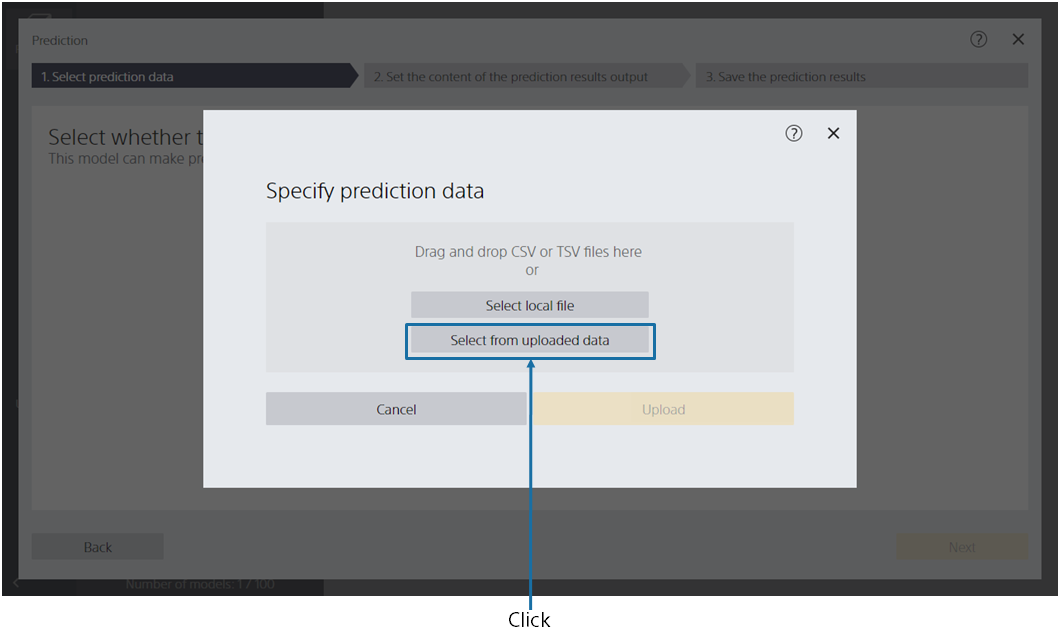 Prediction
1. Select prediction data
2. Set the content of the prediction results output
3. Save the prediction results
Select whether t
This model can make pre
Specify prediction data
Drag and drop CSV or TSV files here
or
Select local file
Select from uploaded data
Cancel
Upload
Back
Next
Number of models: 1 / 100
Click